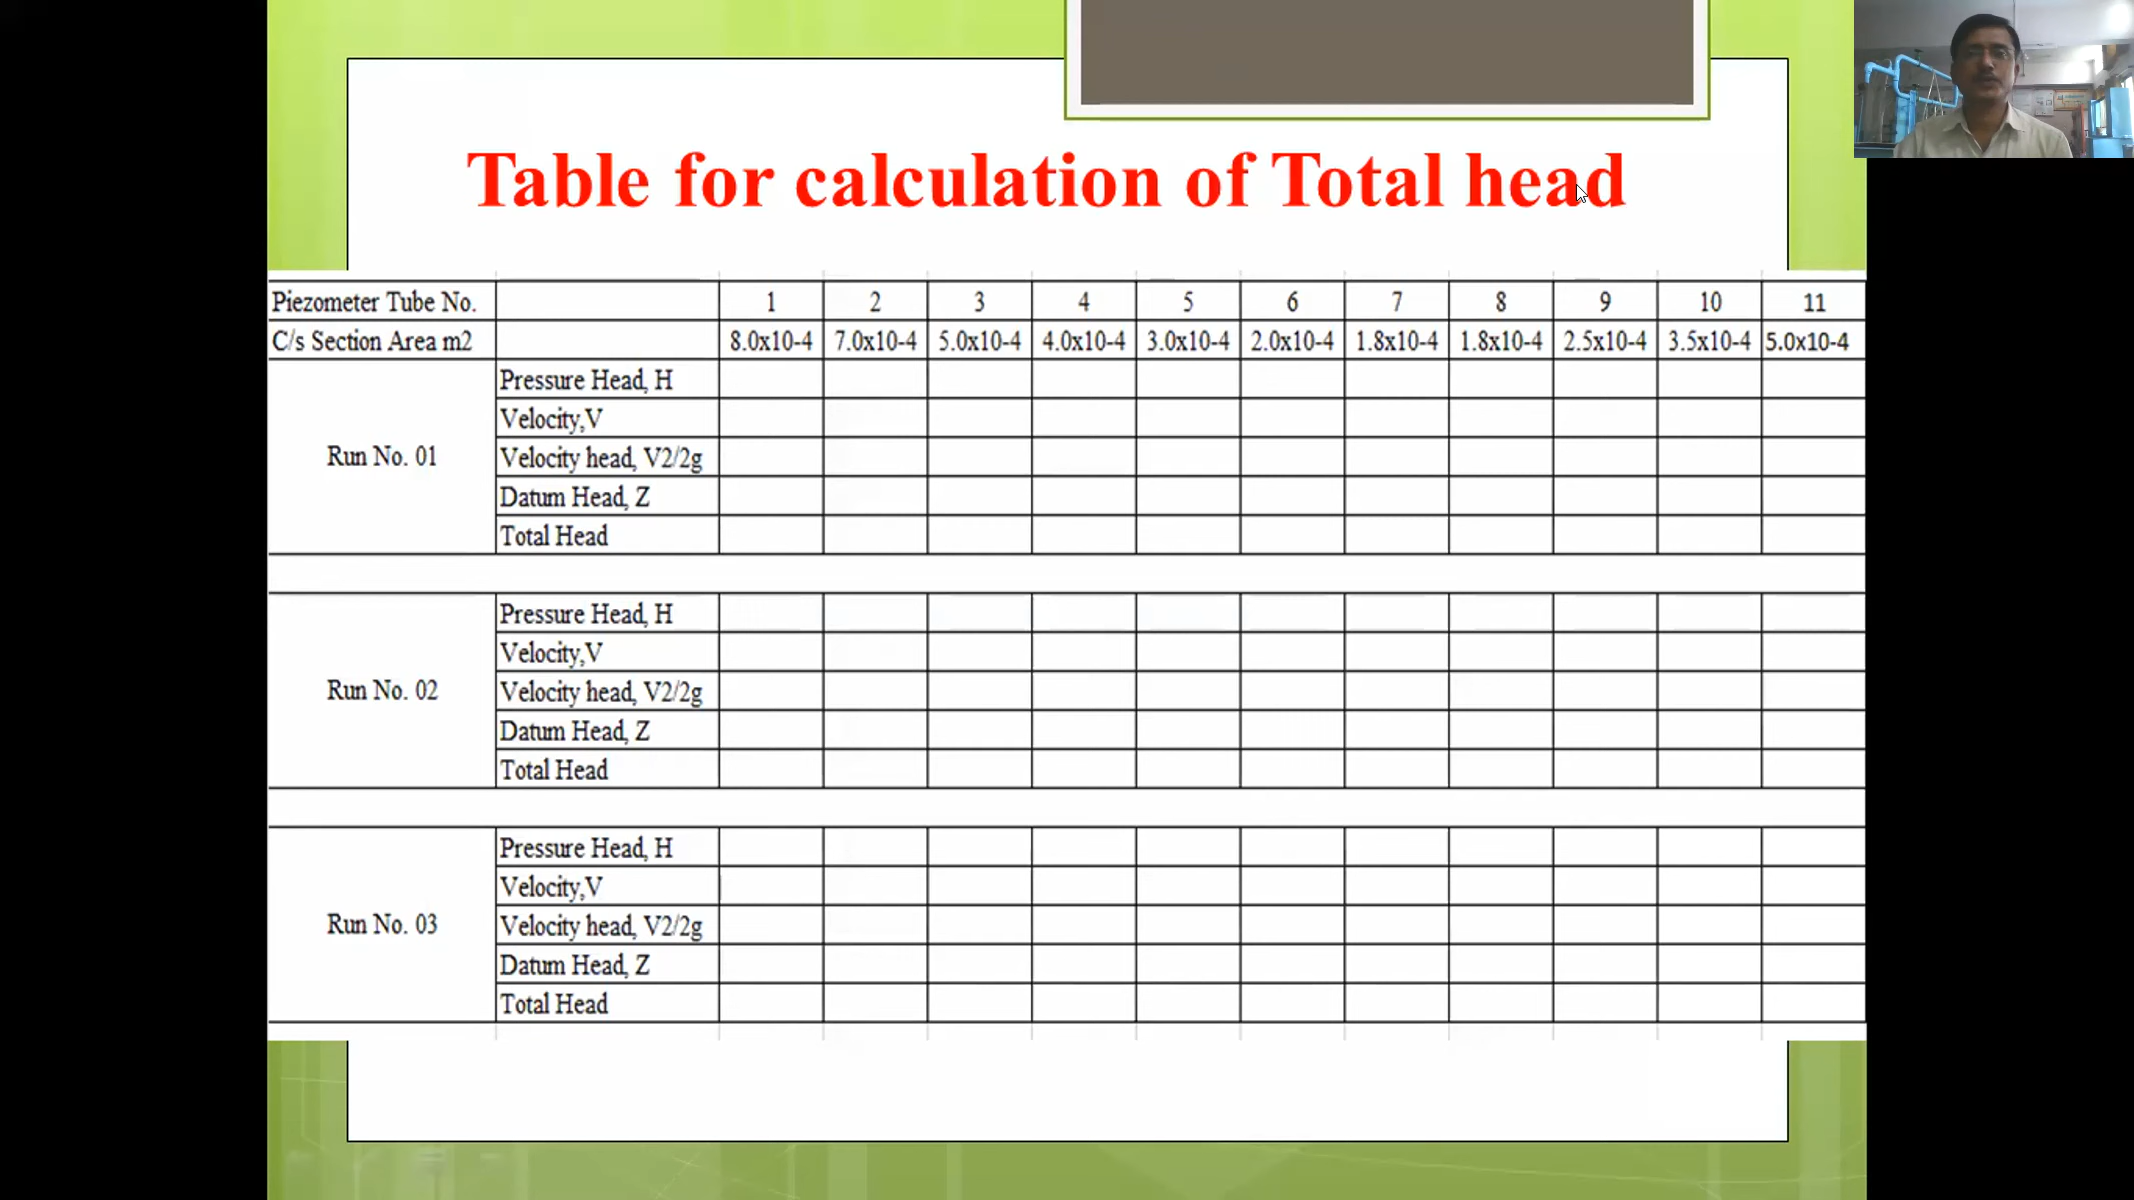 Table for calculation of Total head
Piezometer Tube No. 1 2 3 4 5 6 7 8 9 10 11
C/s Section Area m2 8.0x10-4 7.0x10-4 5.0x10-4 4.0x10-4 3.0x10-4 2.0x10-4 1.8x10-4 1.8x10-4 2.5x10-4 3.5x10-4 5.0x10-4
Run No. 01
Pressure Head, H
Velocity,V
Velocity head, V2/2g
Datum Head, Z
Total Head
Run No. 02
Pressure Head, H
Velocity,V
Velocity head, V2/2g
Datum Head, Z
Total Head
Run No. 03
Pressure Head, H
Velocity,V
Velocity head, V2/2g
Datum Head, Z
Total Head